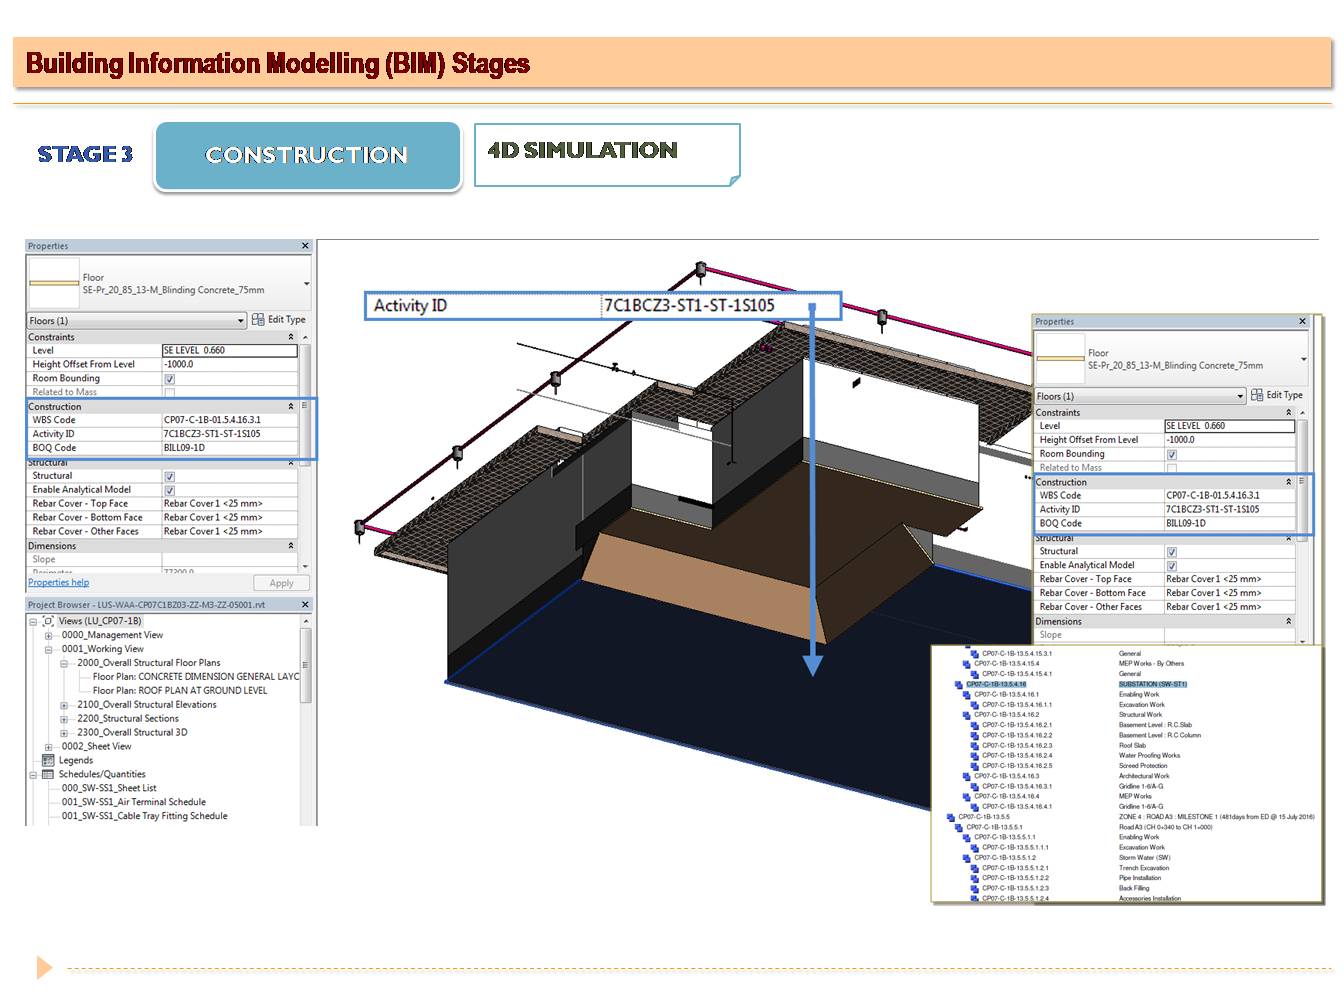 Building Information Modelling (BIM) Stages
STAGE 3
CONSTRUCTION
4D SIMULATION
Properties
Floor
SE-Pr_20_85_13-M_Blinding Concrete_75mm
Floors (1)
Edit Type
Constraints
Level SE LEVEL 0.660
Height Offset From Level -1000.0
Room Bounding
Related to Mass
Construction
WBS Code CP07-C-1B-01.5.4.16.3.1
Activity ID 7C1BCZ3-ST1-ST-1S105
BOQ Code BILL09-1D
Structural
Structural
Enable Analytical Model
Rebar Cover - Top Face Rebar Cover 1 <25 mm>
Rebar Cover - Bottom Face Rebar Cover 1 <25 mm>
Rebar Cover - Other Faces Rebar Cover 1 <25 mm>
Dimensions
Slope
Perimeter 77300.0
Properties help
Apply
Project Browser - LUS-WAA-CP07C1BZ03-ZZ-M3-ZZ-05001.rvt
Views (LU_CP07-1B)
0000_Management View
0001_Working View
2000_Overall Structural Floor Plans
Floor Plan: CONCRETE DIMENSION GENERAL LAYC
Floor Plan: ROOF PLAN AT GROUND LEVEL
2100_Overall Structural Elevations
2200_Structural Sections
2300_Overall Structural 3D
0002_Sheet View
Legends
Schedules/Quantities
000_SW-SS1_Sheet List
001_SW-SS1_Air Terminal Schedule
001_SW-SS1_Cable Tray Fitting Schedule
Activity ID 7C1BCZ3-ST1-ST-1S105
Properties
Floor
SE-Pr_20_85_13-M_Blinding Concrete_75mm
Floors (1)
Edit Type
Constraints
Level SE LEVEL 0.660
Height Offset From Level -1000.0
Room Bounding
Related to Mass
Construction
WBS Code CP07-C-1B-01.5.4.16.3.1
Activity ID 7C1BCZ3-ST1-ST-1S105
BOQ Code BILL09-1D
Structural
Structural
Enable Analytical Model
Rebar Cover - Top Face Rebar Cover 1 <25 mm>
Rebar Cover - Bottom Face Rebar Cover 1 <25 mm>
Rebar Cover - Other Faces Rebar Cover 1 <25 mm>
Dimensions
Slope
CP07-C-1B-13.5.4.15.3.1 General
CP07-C-1B-13.5.4.15.4 MEP Works - By Others
CP07-C-1B-13.5.4.15.4.1 General
CP07-C-1B-13.5.4.16 SUBSTATION (SW-ST1)
CP07-C-1B-13.5.4.16.1 Enabling Work
CP07-C-1B-13.5.4.16.1.1 Excavation Work
CP07-C-1B-13.5.4.16.2 Structural Work
CP07-C-1B-13.5.4.16.2.1 Basement Level : R.C.Slab
CP07-C-1B-13.5.4.16.2.2 Basement Level : R.C Column
CP07-C-1B-13.5.4.16.2.3 Roof Slab
CP07-C-1B-13.5.4.16.2.4 Water Proofing Works
CP07-C-1B-13.5.4.16.2.5 Screed Protection
CP07-C-1B-13.5.4.16.3 Architectural Work
CP07-C-1B-13.5.4.16.3.1 Gridline 1-6/A-G
CP07-C-1B-13.5.4.16.4 MEP Works
CP07-C-1B-13.5.4.16.4.1 Gridline 1-6/A-G
CP07-C-1B-13.5.5 ZONE 4 : ROAD A3 : MILESTONE 1 (481days from ED @ 15 July 2016)
CP07-C-1B-13.5.5.1 Road A3 (CH 0+340 to CH 1+000)
CP07-C-1B-13.5.5.1.1 Enabling Work
CP07-C-1B-13.5.5.1.1.1 Excavation Work
CP07-C-1B-13.5.5.1.2 Storm Water (SW)
CP07-C-1B-13.5.5.1.2.1 Trench Excavation
CP07-C-1B-13.5.5.1.2.2 Pipe Installation
CP07-C-1B-13.5.5.1.2.3 Back Filling
CP07-C-1B-13.5.5.1.2.4 Accessories Installation